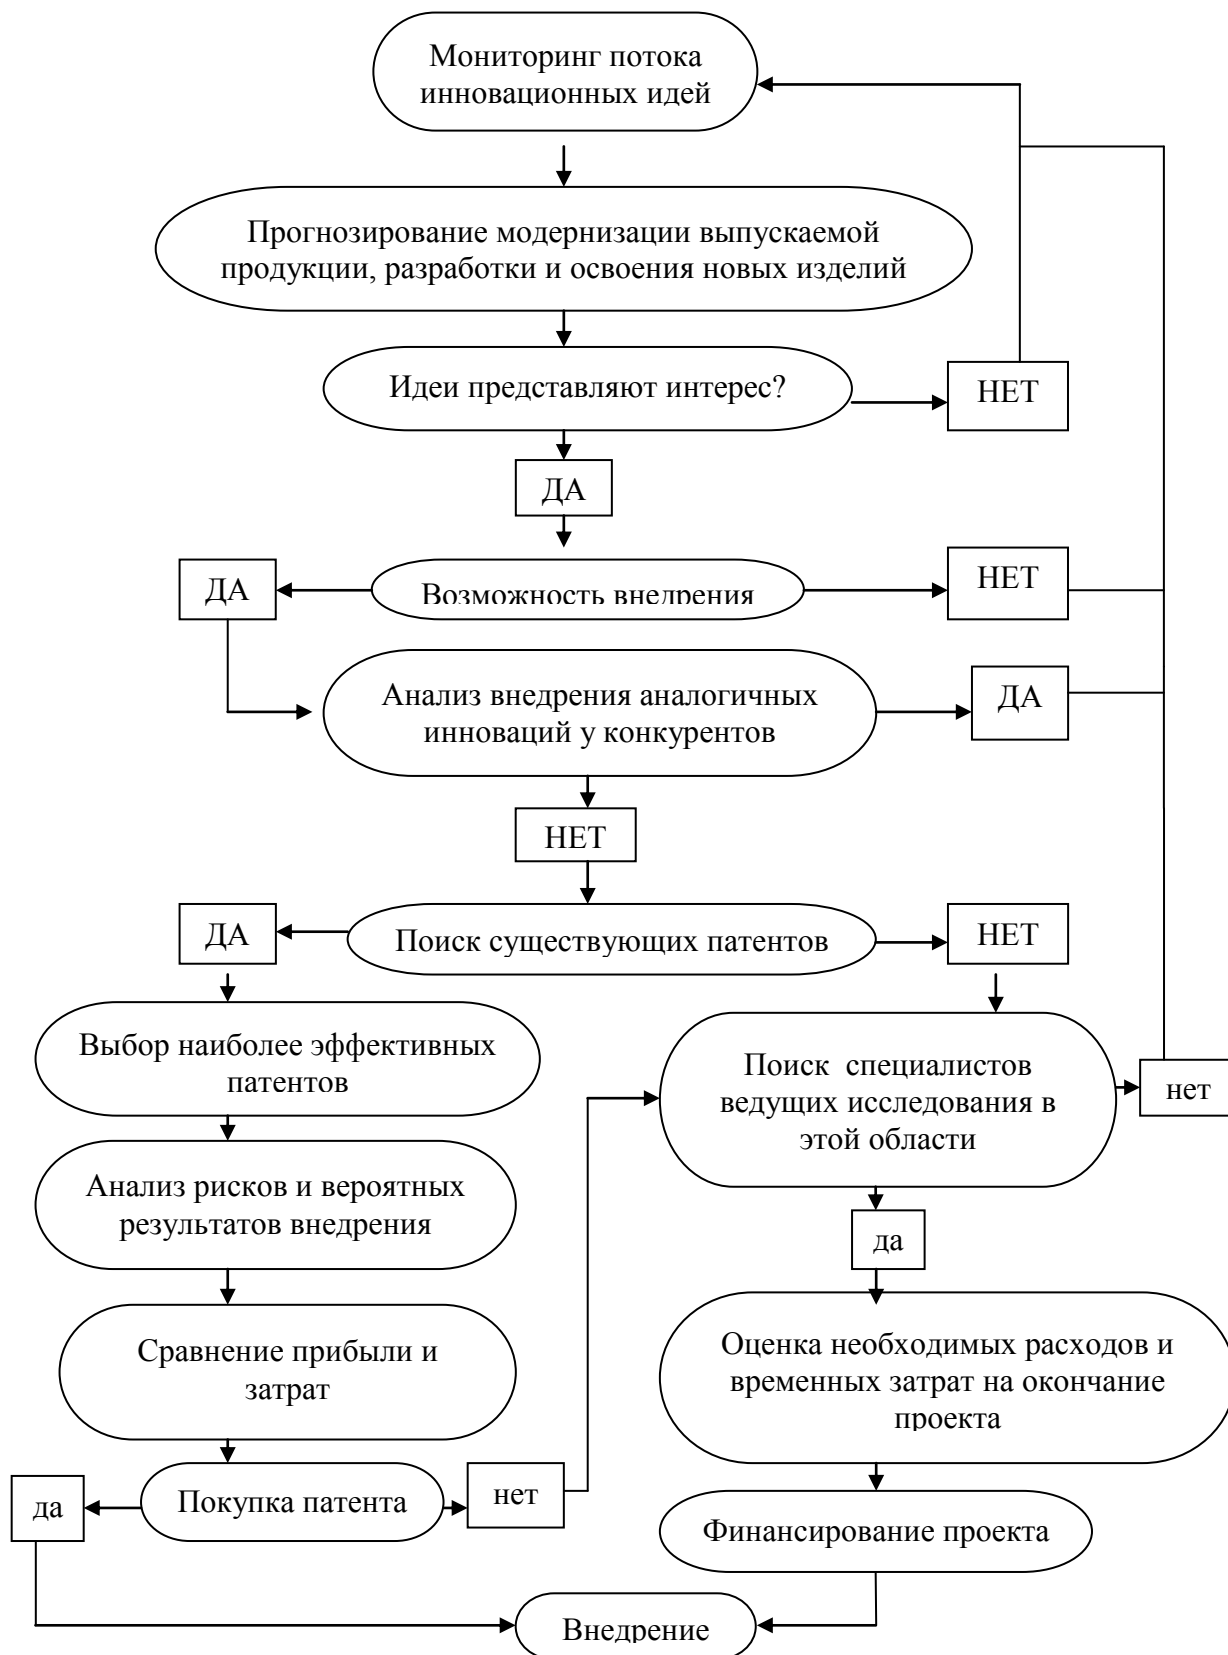 Мониторинг потока
инновационных идей
Прогнозирование модернизации выпускаемой
продукции, разработки и освоения новых изделий
Идеи представляют интерес?
НЕТ
ДА
ДА
Возможность внедрения
НЕТ
Анализ внедрения аналогичных
инноваций у конкурентов
ДА
НЕТ
ДА
Поиск существующих патентов
НЕТ
Выбор наиболее эффективных
патентов
Поиск специалистов
ведущих исследования в
этой области
нет
Анализ рисков и вероятных
результатов внедрения
да
Сравнение прибыли и
затрат
Оценка необходимых расходов и
временных затрат на окончание
проекта
да
Покупка патента
нет
Финансирование проекта
Внедрение